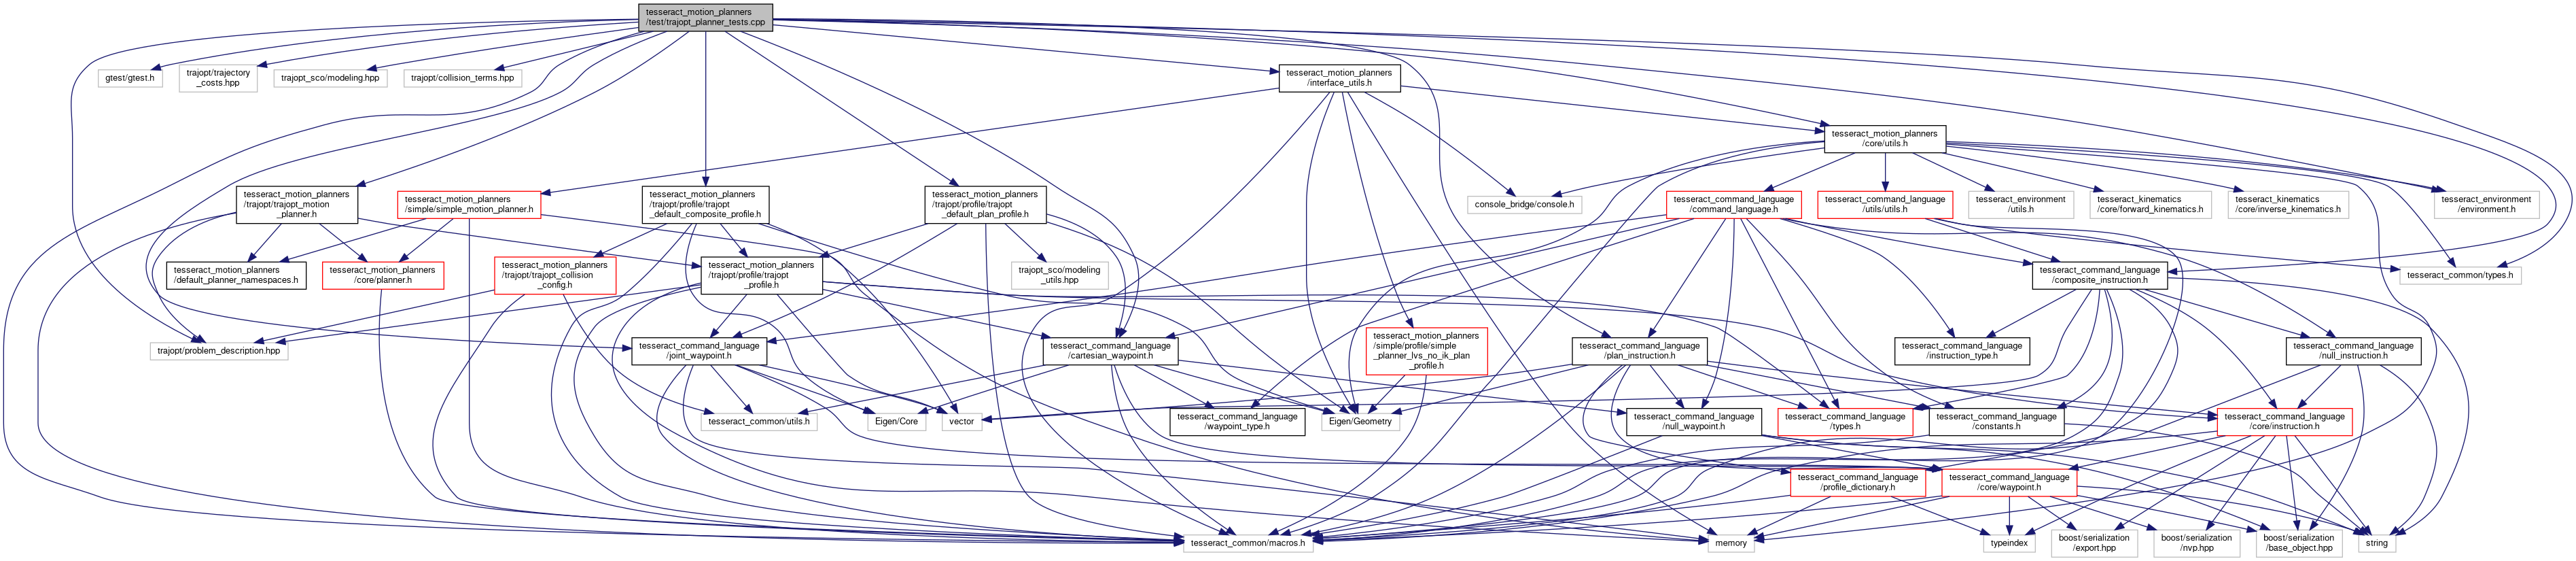 tesseract_motion_planners
/test/trajopt_planner_tests.cpp
gtest/gtest.h
trajopt/trajectory
_costs.hpp
trajopt_sco/modeling.hpp
trajopt/collision_terms.hpp
tesseract_motion_planners
/interface_utils.h
tesseract_motion_planners
/core/utils.h
tesseract_motion_planners
/trajopt/trajopt_motion
_planner.h
tesseract_motion_planners
/simple/simple_motion_planner.h
tesseract_motion_planners
/trajopt/profile/trajopt
_default_composite_profile.h
tesseract_motion_planners
/trajopt/profile/trajopt
_default_plan_profile.h
console_bridge/console.h
tesseract_command_language
/command_language.h
tesseract_command_language
/utils/utils.h
tesseract_environment
/utils.h
tesseract_kinematics
/core/forward_kinematics.h
tesseract_kinematics
/core/inverse_kinematics.h
tesseract_environment
/environment.h
tesseract_motion_planners
/default_planner_namespaces.h
tesseract_motion_planners
/core/planner.h
tesseract_motion_planners
/trajopt/trajopt_collision
_config.h
tesseract_motion_planners
/trajopt/profile/trajopt
_profile.h
trajopt_sco/modeling
_utils.hpp
tesseract_command_language
/composite_instruction.h
tesseract_common/types.h
trajopt/problem_description.hpp
tesseract_command_language
/joint_waypoint.h
tesseract_command_language
/cartesian_waypoint.h
tesseract_motion_planners
/simple/profile/simple
_planner_lvs_no_ik_plan
_profile.h
tesseract_command_language
/plan_instruction.h
tesseract_command_language
/instruction_type.h
tesseract_command_language
/null_instruction.h
tesseract_common/utils.h
Eigen/Core
vector
tesseract_command_language
/waypoint_type.h
Eigen/Geometry
tesseract_command_language
/null_waypoint.h
tesseract_command_language
/types.h
tesseract_command_language
/constants.h
tesseract_command_language
/core/instruction.h
tesseract_command_language
/profile_dictionary.h
tesseract_command_language
/core/waypoint.h
tesseract_common/macros.h
memory
typeindex
boost/serialization
/export.hpp
boost/serialization
/nvp.hpp
boost/serialization
/base_object.hpp
string